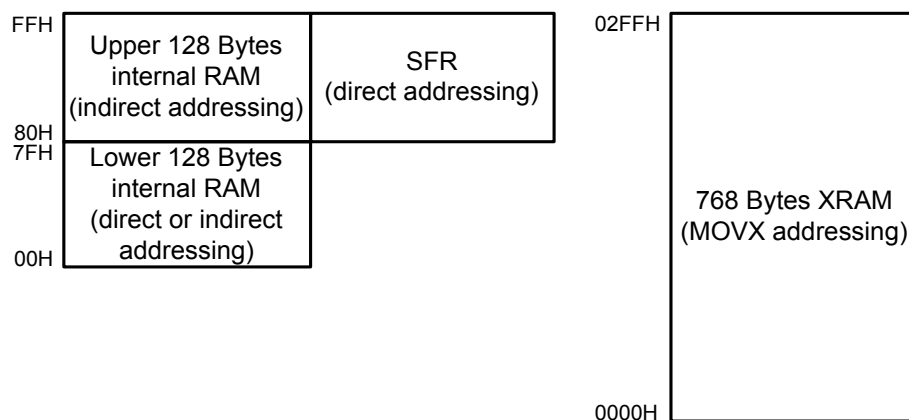 FFH
Upper 128 Bytes
internal RAM
(indirect addressing)
SFR
(direct addressing)
80H
7FH
Lower 128 Bytes
internal RAM
(direct or indirect
addressing)
00H
02FFH
768 Bytes XRAM
(MOVX addressing)
0000H